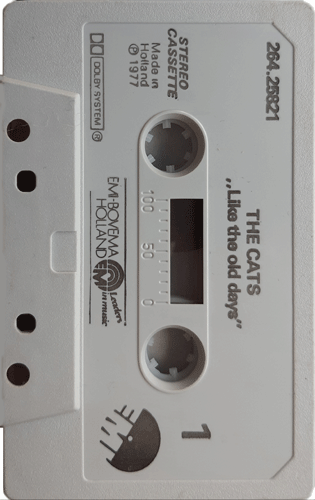 264.25821
THE CATS
„Like the old days”
1
STEREO
CASSETTE
Made in
Holland
℗ 1977
DOLBY SYSTEM ®
100 50 0
EMI-BOVEMA
HOLLAND
EMI
Leaders
in music